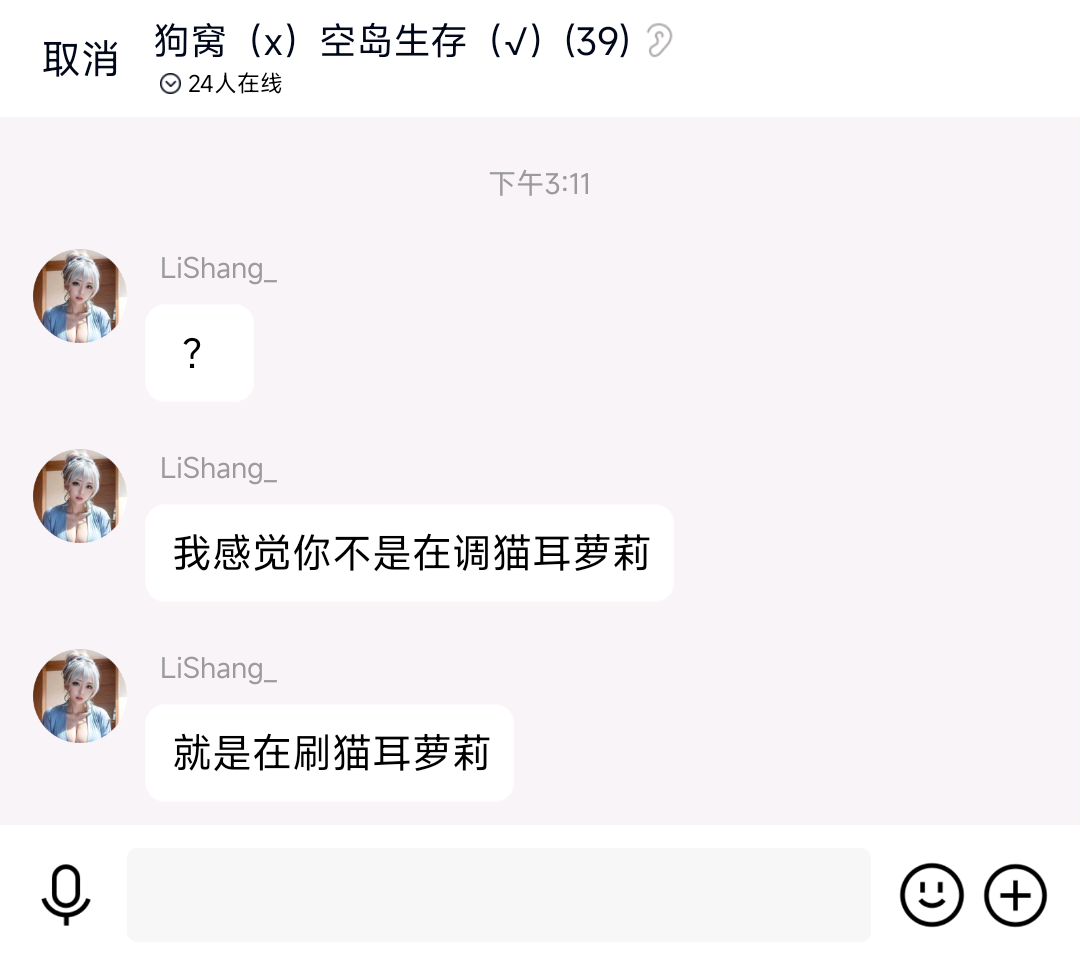 取消
狗窝（x）空岛生存（√）(39)
24人在线
下午3:11
LiShang_
？
LiShang_
我感觉你不是在调猫耳萝莉
LiShang_
就是在刷猫耳萝莉